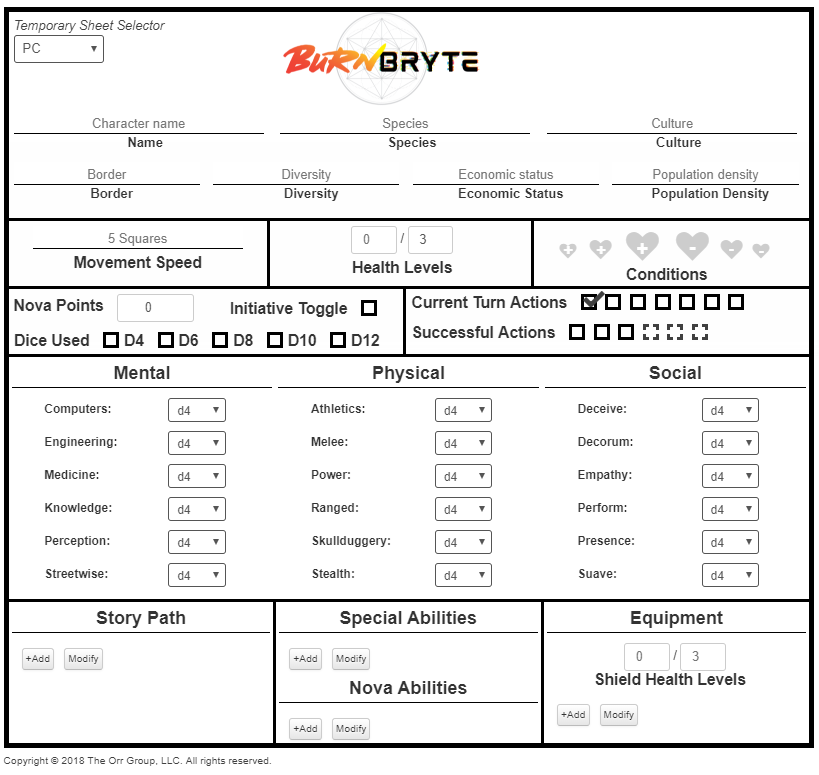 Temporary Sheet Selector
PC
BURNBRYTE
Character name Species Culture
Name Species Culture
Border Diversity Economic status Population density
Border Diversity Economic Status Population Density
5 Squares 0 / 3
Movement Speed Health Levels Conditions
Nova Points 0 Initiative Toggle Current Turn Actions
Dice Used D4 D6 D8 D10 D12 Successful Actions
Mental Physical Social
Computers: d4 Athletics: d4 Deceive: d4
Engineering: d4 Melee: d4 Decorum: d4
Medicine: d4 Power: d4 Empathy: d4
Knowledge: d4 Ranged: d4 Perform: d4
Perception: d4 Skullduggery: d4 Presence: d4
Streetwise: d4 Stealth: d4 Suave: d4
Story Path Special Abilities Equipment
+Add Modify +Add Modify 0 / 3
Shield Health Levels
Nova Abilities
+Add Modify +Add Modify
Copyright © 2018 The Orr Group, LLC. All rights reserved.